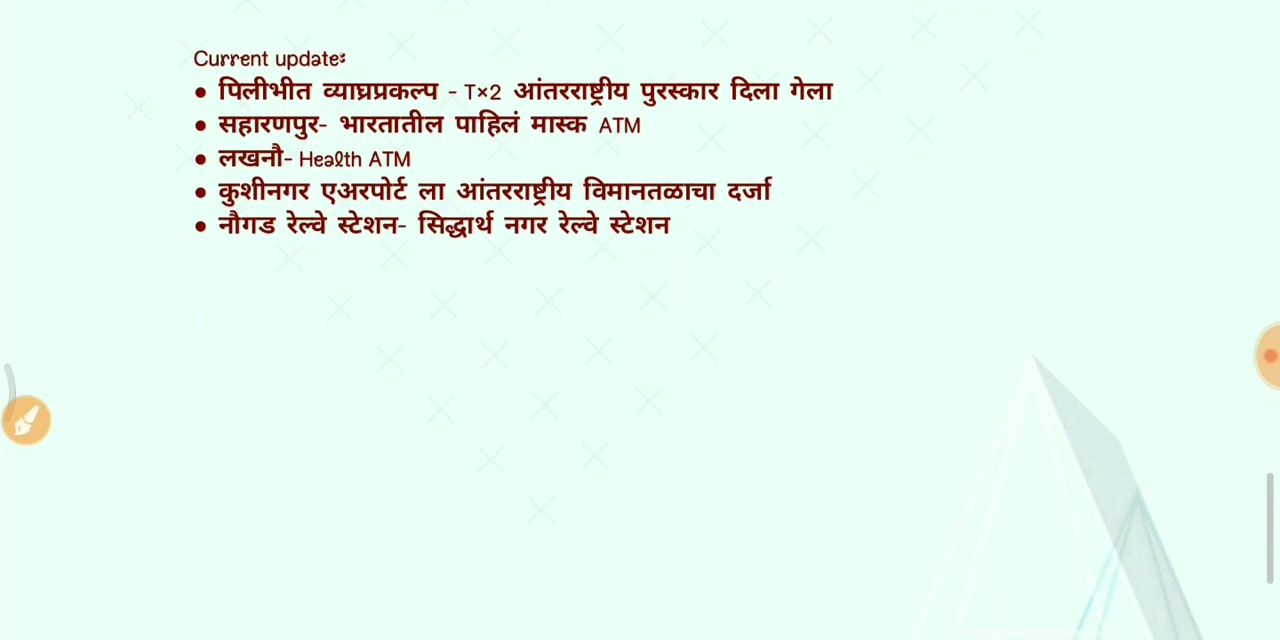 Current update:
• पिलीभीत व्याघ्रप्रकल्प - T×2 आंतरराष्ट्रीय पुरस्कार दिला गेला
• सहारणपुर- भारतातील पाहिलं मास्क ATM
• लखनौ- Health ATM
• कुशीनगर एअरपोर्ट ला आंतरराष्ट्रीय विमानतळाचा दर्जा
• नौगड रेल्वे स्टेशन- सिद्धार्थ नगर रेल्वे स्टेशन